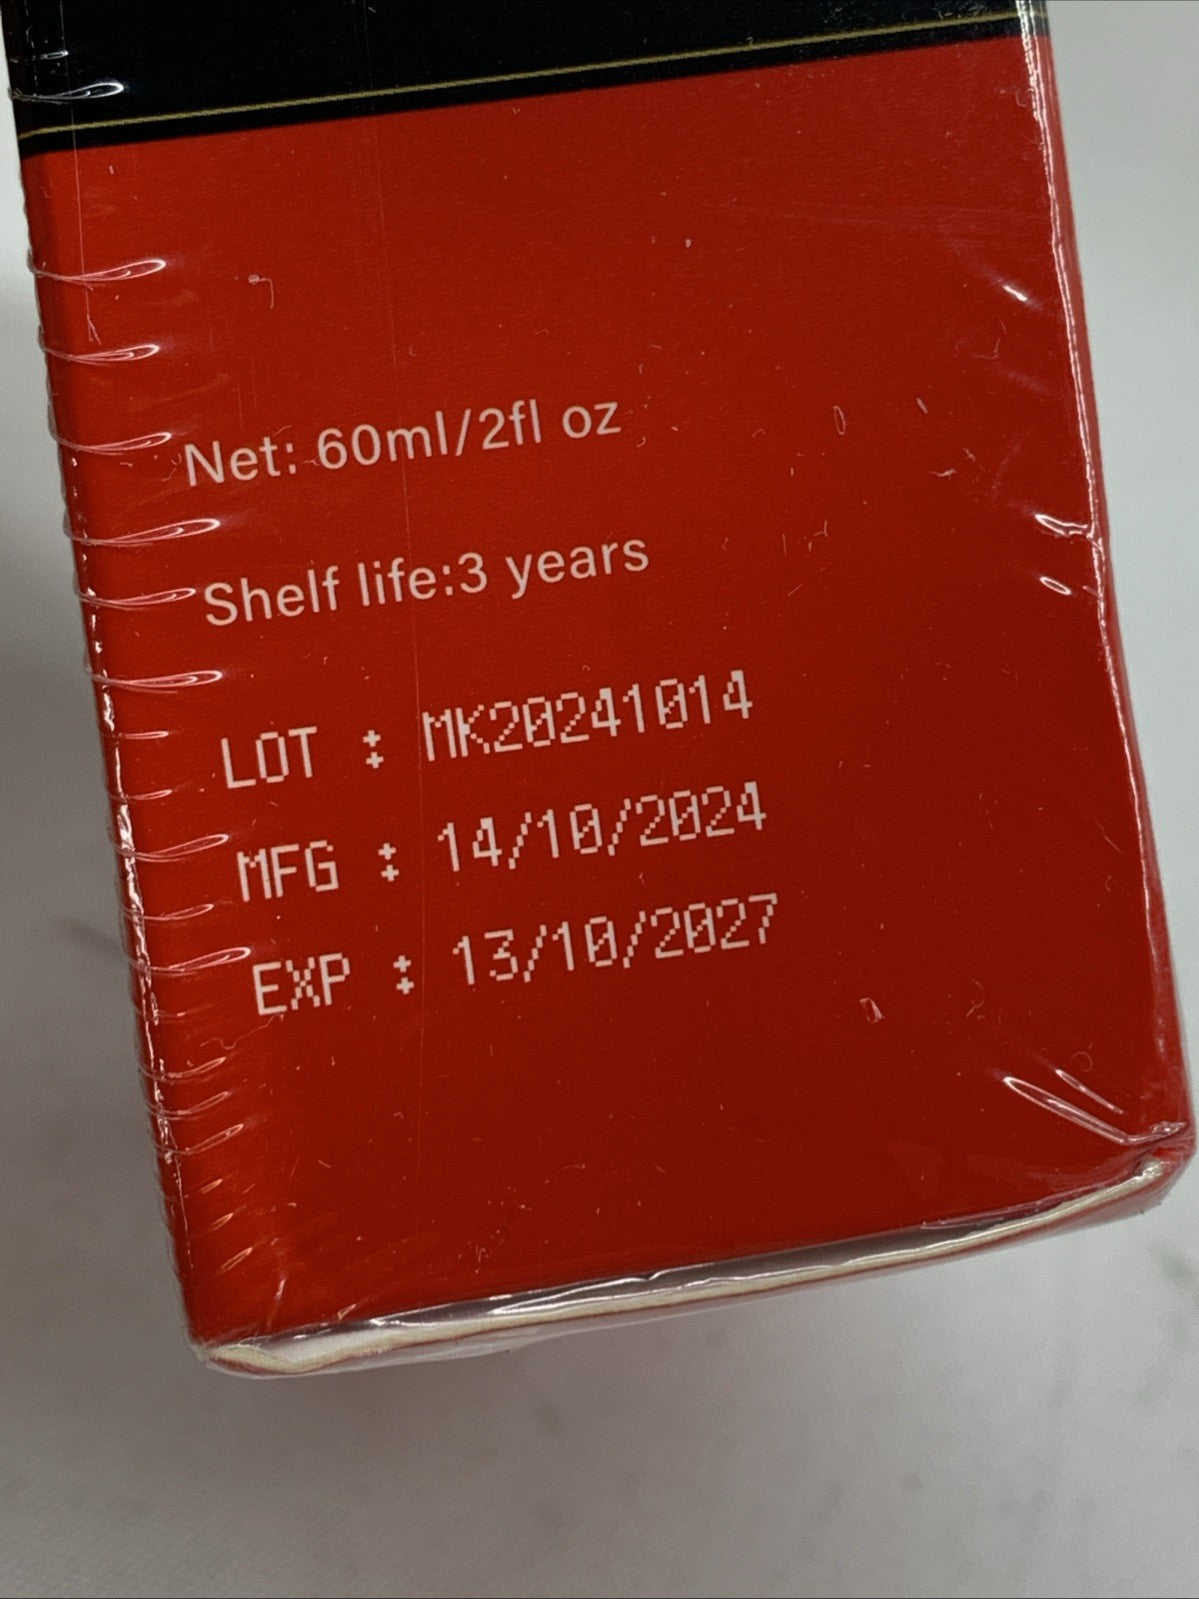 Net: 60ml/2fl oz
Shelf life:3 years
LOT : MK20241014
MFG : 14/10/2024
EXP : 13/10/2027